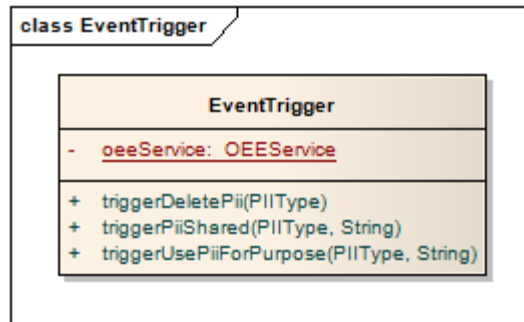 class EventTrigger
EventTrigger
- oeeService: OEEService
+ triggerDeletePii(PIIType)
+ triggerPiiShared(PIIType, String)
+ triggerUsePiiForPurpose(PIIType, String)